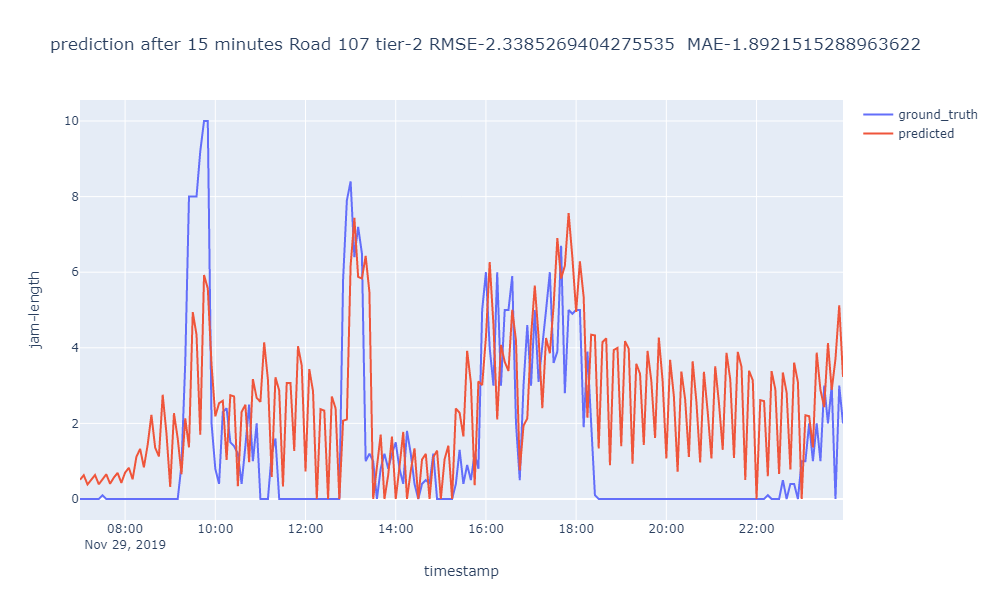 prediction after 15 minutes Road 107 tier-2 RMSE-2.3385269404275535  MAE-1.8921515288963622
ground_truth
predicted
jam-length
10
8
6
4
2
0
08:00 10:00 12:00 14:00 16:00 18:00 20:00 22:00
Nov 29, 2019
timestamp